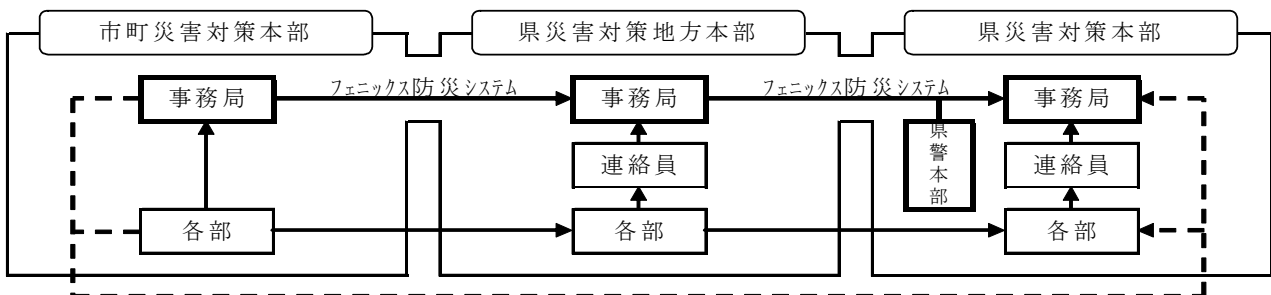 市町災害対策本部
県災害対策地方本部
県災害対策本部
事務局
フェニックス防災システム
事務局
フェニックス防災システム
事務局
県警本部
連絡員
連絡員
各部
各部
各部